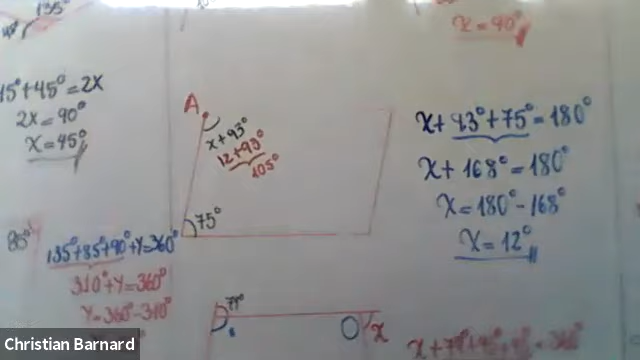 135°
x = 90°
15° + 45° = 2x
2x = 90°
x = 45°
A
x + 93°
12 + 93°
105°
75°
x + 93° + 75° = 180°
x + 168° = 180°
x = 180° - 168°
x = 12°
85°
135° + 85° + 90° + y = 360°
310° + y = 360°
y = 360° - 310°
x
Christian Barnard